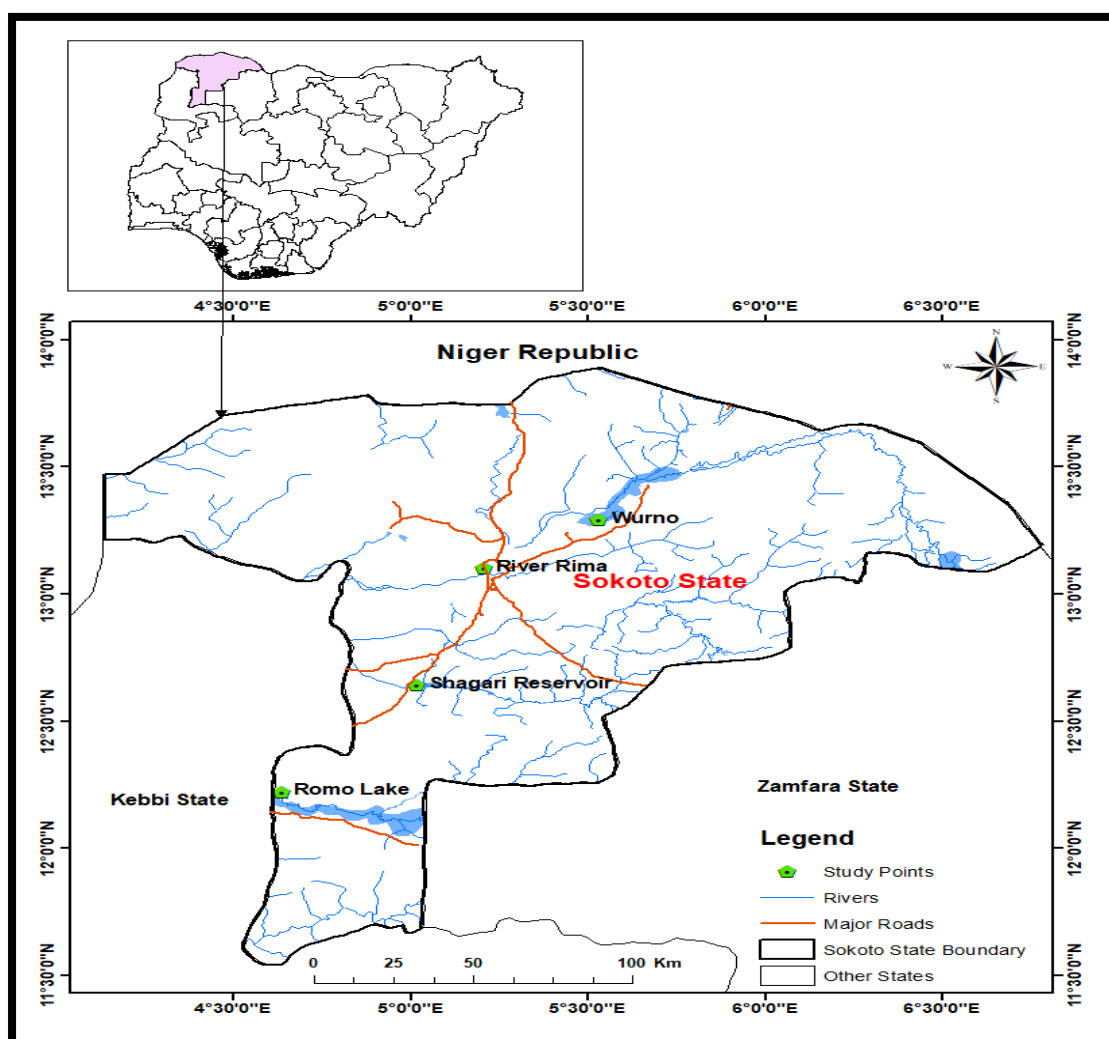 4°30'0"E
5°0'0"E
5°30'0"E
6°0'0"E
6°30'0"E
14°0'0"N
14°0'0"N
Niger Republic
N
W
E
S
13°30'0"N
13°30'0"N
Wurno
River Rima
Sokoto State
13°0'0"N
13°0'0"N
Shagari Reservoir
12°30'0"N
12°30'0"N
Romo Lake
Kebbi State
Zamfara State
12°0'0"N
12°0'0"N
Legend
Study Points
Rivers
Major Roads
Sokoto State Boundary
Other States
0 25 50 100 Km
11°30'0"N
11°30'0"N
4°30'0"E
5°0'0"E
5°30'0"E
6°0'0"E
6°30'0"E